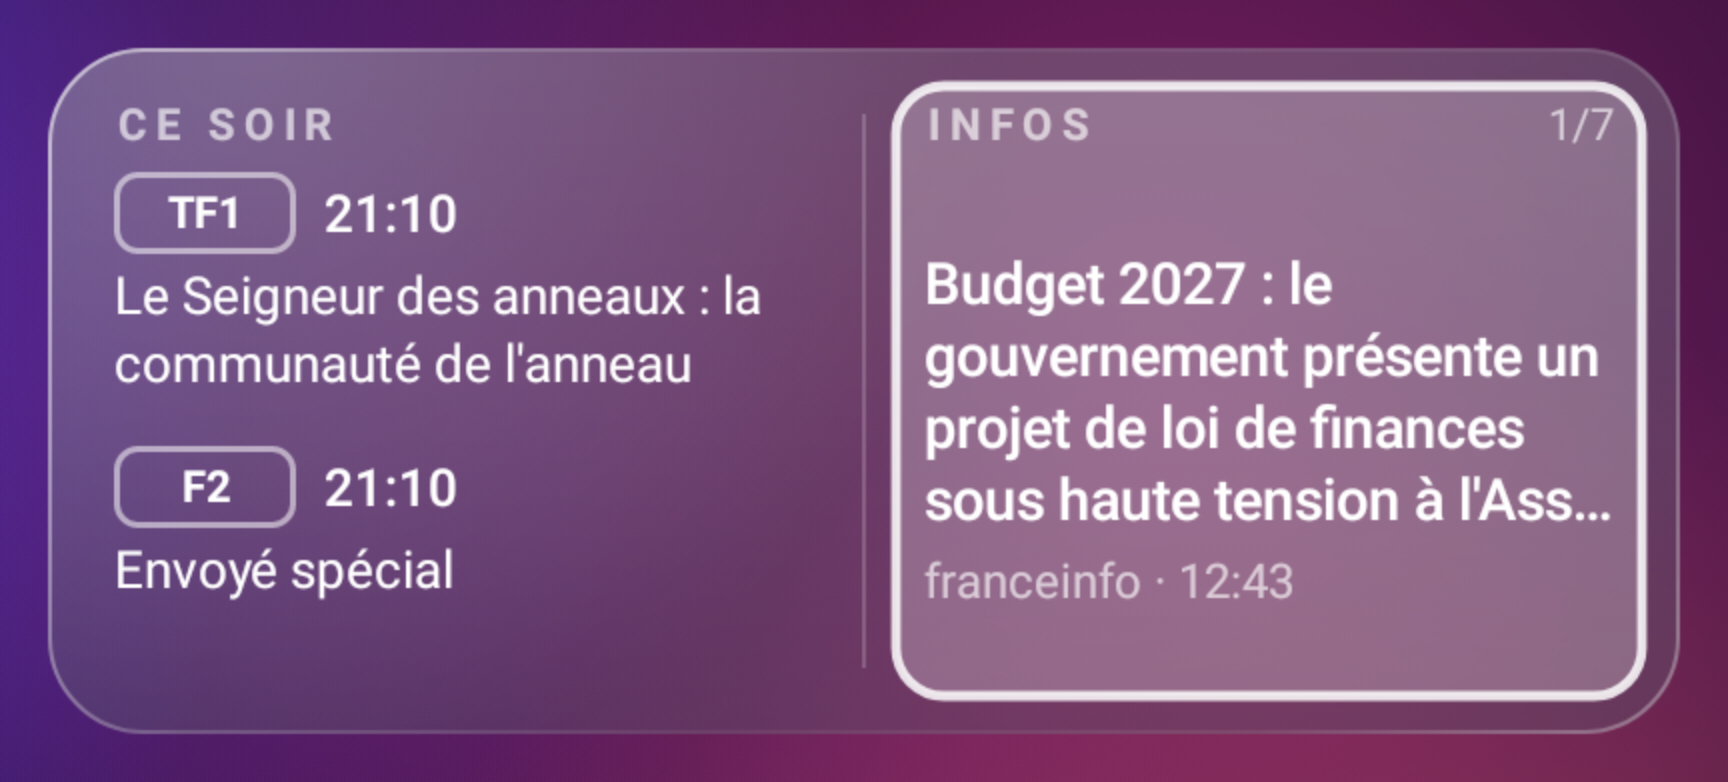 CE SOIR
TF1 21:10
Le Seigneur des anneaux : la
communauté de l'anneau
F2 21:10
Envoyé spécial
INFOS 1/7
Budget 2027 : le
gouvernement présente un
projet de loi de finances
sous haute tension à l'Ass...
franceinfo · 12:43